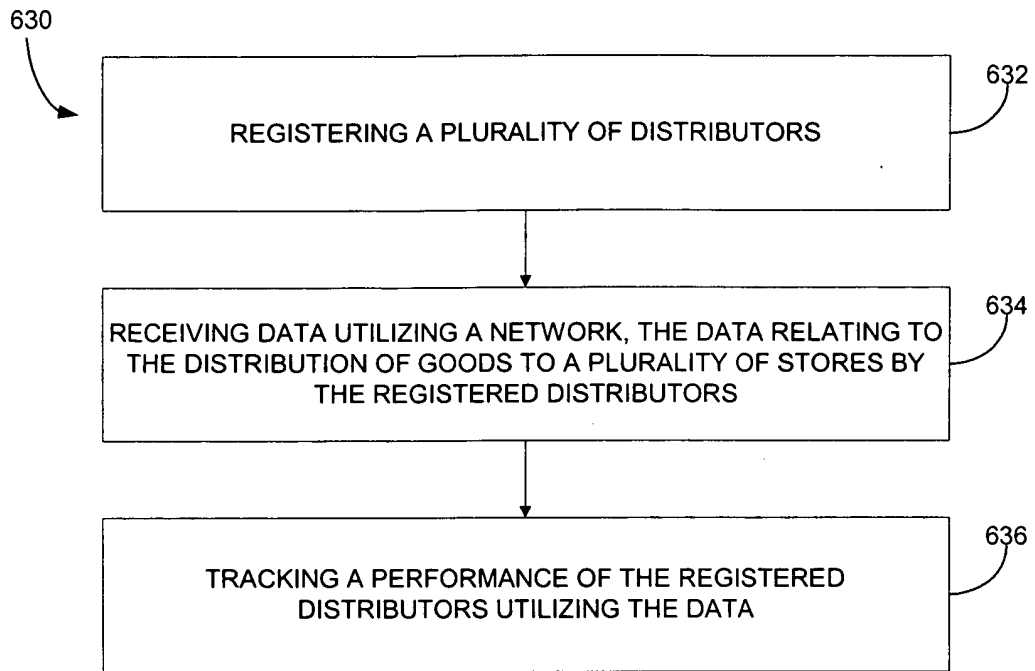 630
632
REGISTERING A PLURALITY OF DISTRIBUTORS
634
RECEIVING DATA UTILIZING A NETWORK, THE DATA RELATING TO
THE DISTRIBUTION OF GOODS TO A PLURALITY OF STORES BY
THE REGISTERED DISTRIBUTORS
636
TRACKING A PERFORMANCE OF THE REGISTERED
DISTRIBUTORS UTILIZING THE DATA